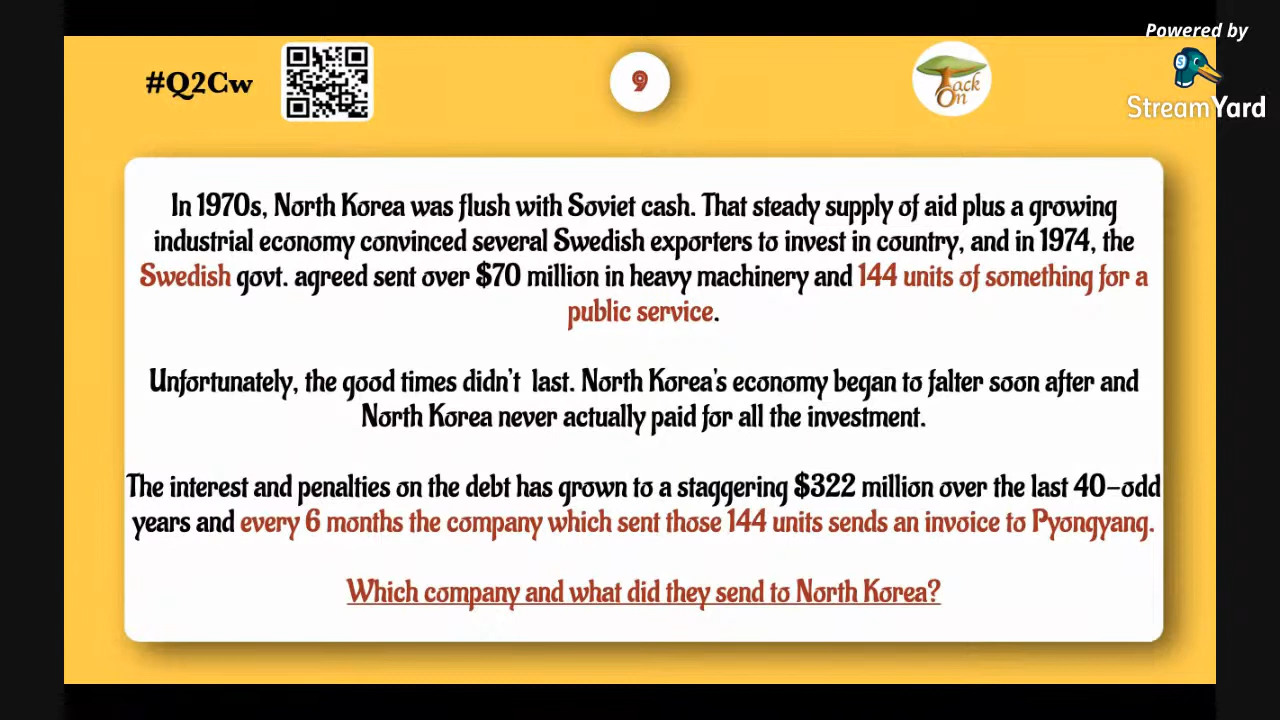 Powered by
#Q2Cw
9
Tack
On
StreamYard
In 1970s, North Korea was flush with Soviet cash. That steady supply of aid plus a growing
industrial economy convinced several Swedish exporters to invest in country, and in 1974, the
Swedish govt. agreed sent over $70 million in heavy machinery and 144 units of something for a
public service.
Unfortunately, the good times didn't last. North Korea's economy began to falter soon after and
North Korea never actually paid for all the investment.
The interest and penalties on the debt has grown to a staggering $322 million over the last 40-odd
years and every 6 months the company which sent those 144 units sends an invoice to Pyongyang.
Which company and what did they send to North Korea?